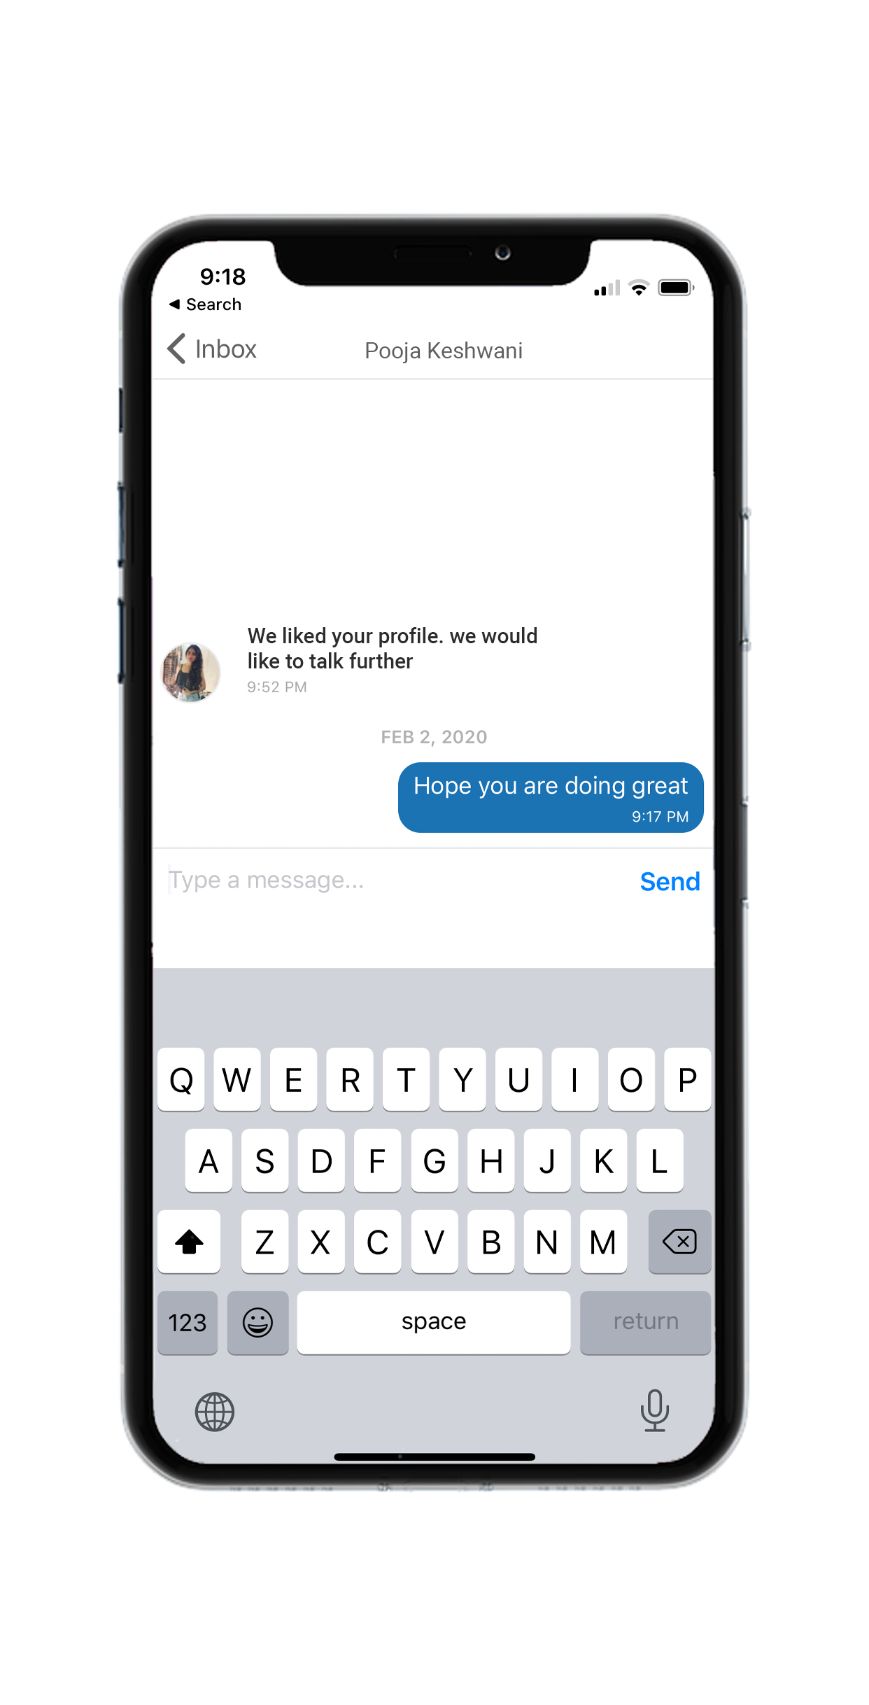 9:18
Search
Inbox
Pooja Keshwani
We liked your profile. we would
like to talk further
9:52 PM
FEB 2, 2020
Hope you are doing great
9:17 PM
Type a message...
Send
Q W E R T Y U I O P
A S D F G H J K L
Z X C V B N M
123 space return